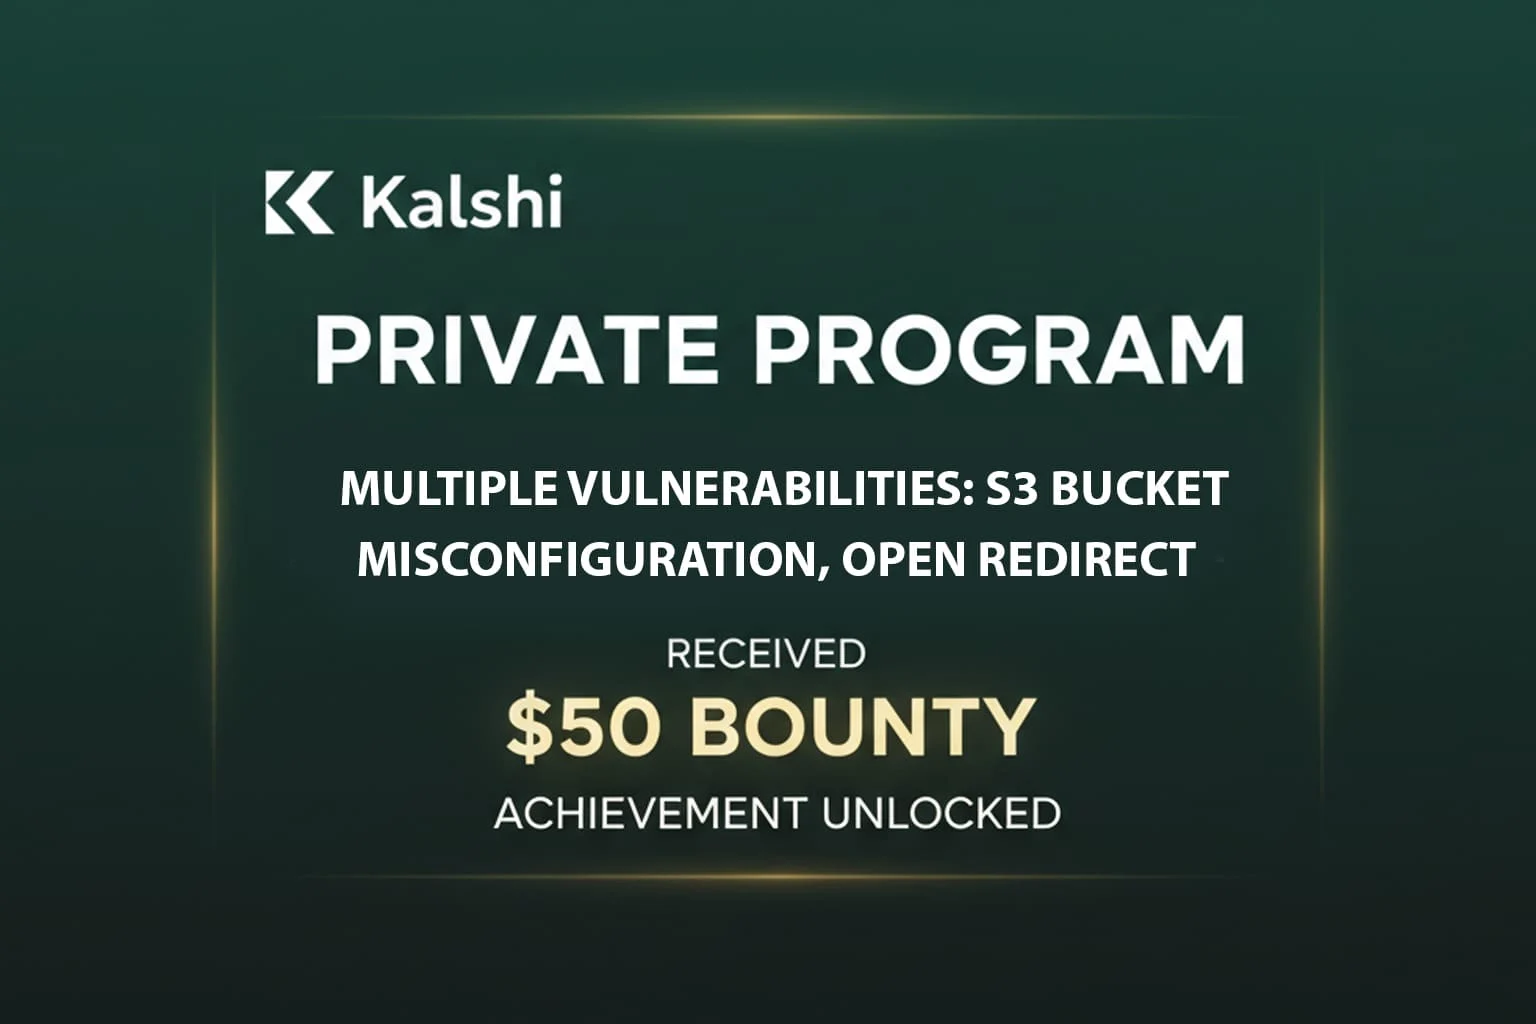 Kalshi
PRIVATE PROGRAM
MULTIPLE VULNERABILITIES: S3 BUCKET
MISCONFIGURATION, OPEN REDIRECT
RECEIVED
$50 BOUNTY
ACHIEVEMENT UNLOCKED